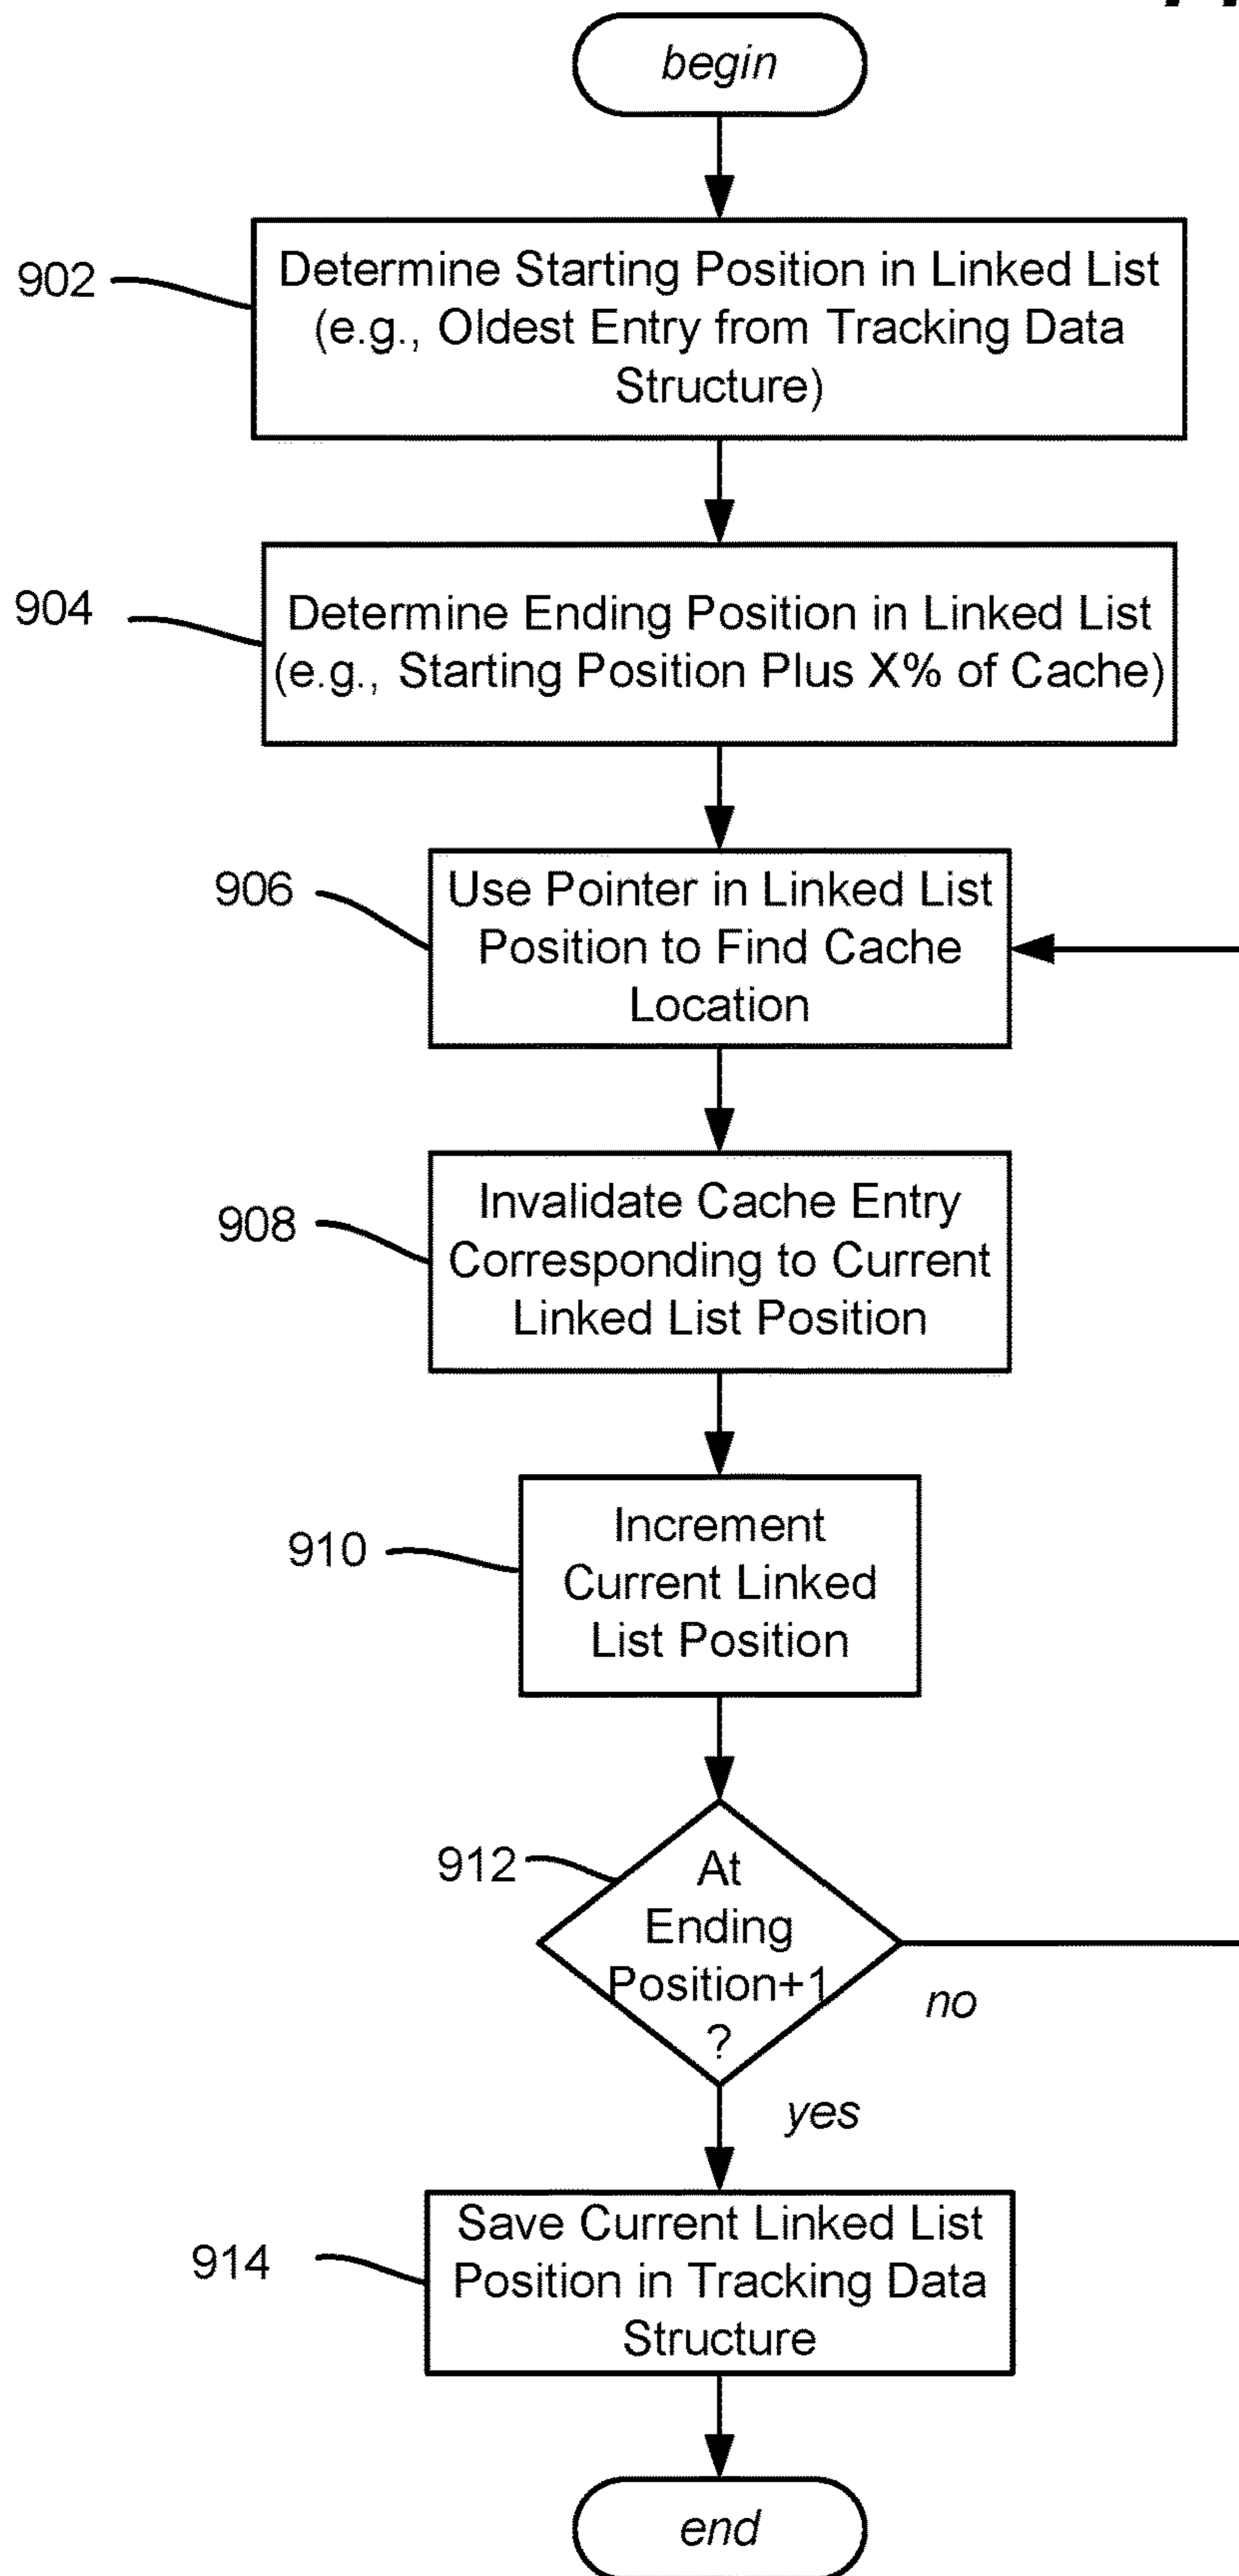 begin
902
Determine Starting Position in Linked List
(e.g., Oldest Entry from Tracking Data
Structure)
904
Determine Ending Position in Linked List
(e.g., Starting Position Plus X% of Cache)
906
Use Pointer in Linked List
Position to Find Cache
Location
908
Invalidate Cache Entry
Corresponding to Current
Linked List Position
910
Increment
Current Linked
List Position
912
At
Ending
Position+1
?
no
yes
914
Save Current Linked List
Position in Tracking Data
Structure
end